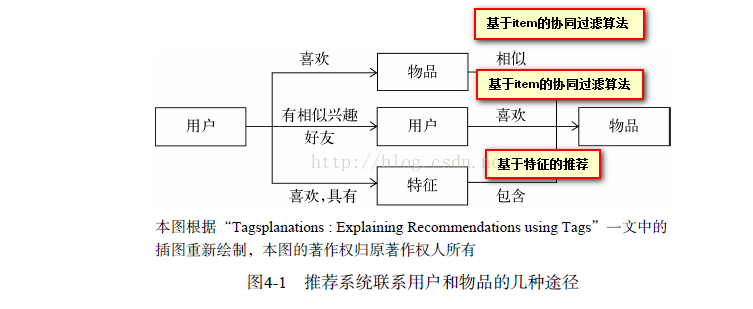 基于item的协同过滤算法
喜欢
相似
物品
基于item的协同过滤算法
用户
有相似兴趣
好友
用户
喜欢
物品
http://blog.csdn.ne
基于特征的推荐
喜欢,具有
特征
包含
本图根据“Tagsplanations : Explaining Recommendations using Tags”一文中的
插图重新绘制，本图的著作权归原著作权人所有
图4-1 推荐系统联系用户和物品的几种途径